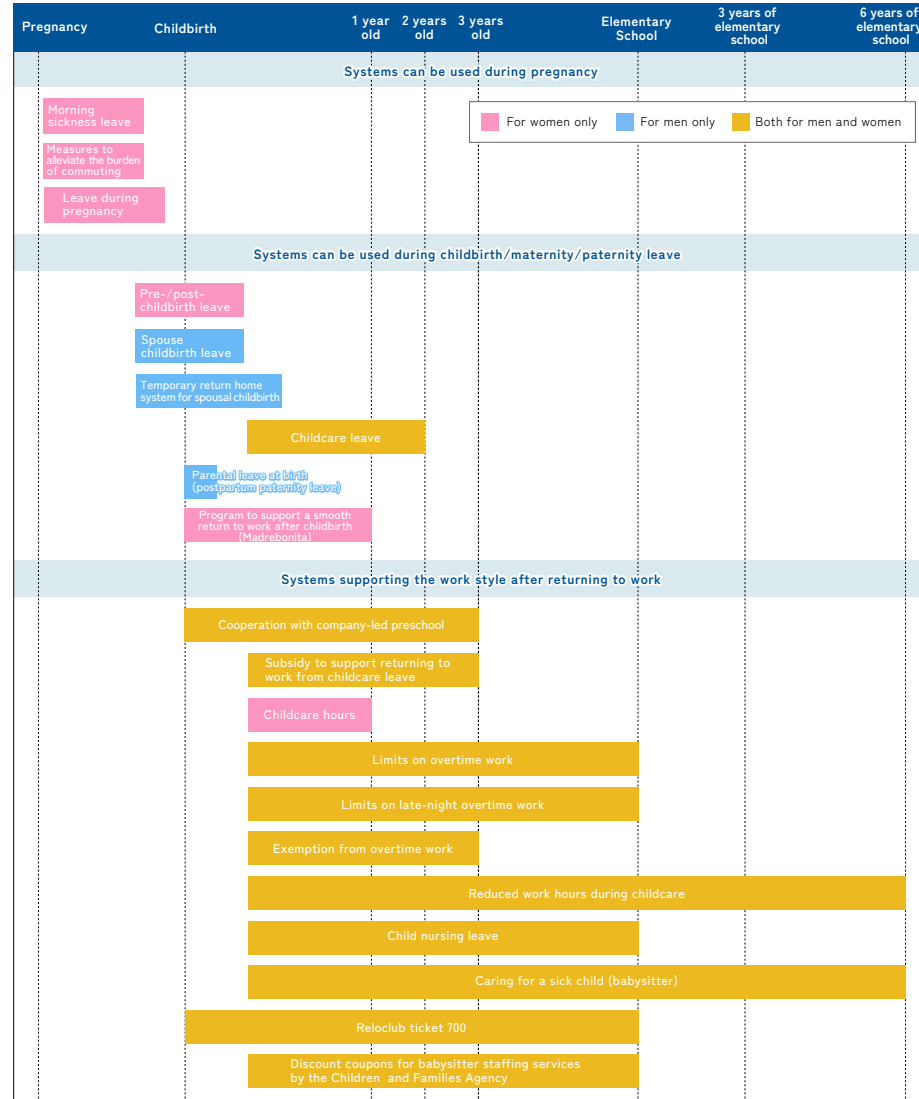 Pregnancy
Childbirth
1 year
old
2 years
old
3 years
old
Elementary
School
3 years of
elementary
school
6 years of
elementary
school
Systems can be used during pregnancy
Morning
sickness leave
For women only
For men only
Both for men and women
Measures to
alleviate the burden
of commuting
Leave during
pregnancy
Systems can be used during childbirth/maternity/paternity leave
Pre-/post-
childbirth leave
Spouse
childbirth leave
Temporary return home
system for spousal childbirth
Childcare leave
Parental leave at birth
(postpartum paternity leave)
Program to support a smooth
return to work after childbirth
(Madrebonita)
Systems supporting the work style after returning to work
Cooperation with company-led preschool
Subsidy to support returning to
work from childcare leave
Childcare hours
Limits on overtime work
Limits on late-night overtime work
Exemption from overtime work
Reduced work hours during childcare
Child nursing leave
Caring for a sick child (babysitter)
Reloclub ticket 700
Discount coupons for babysitter staffing services
by the Children and Families Agency